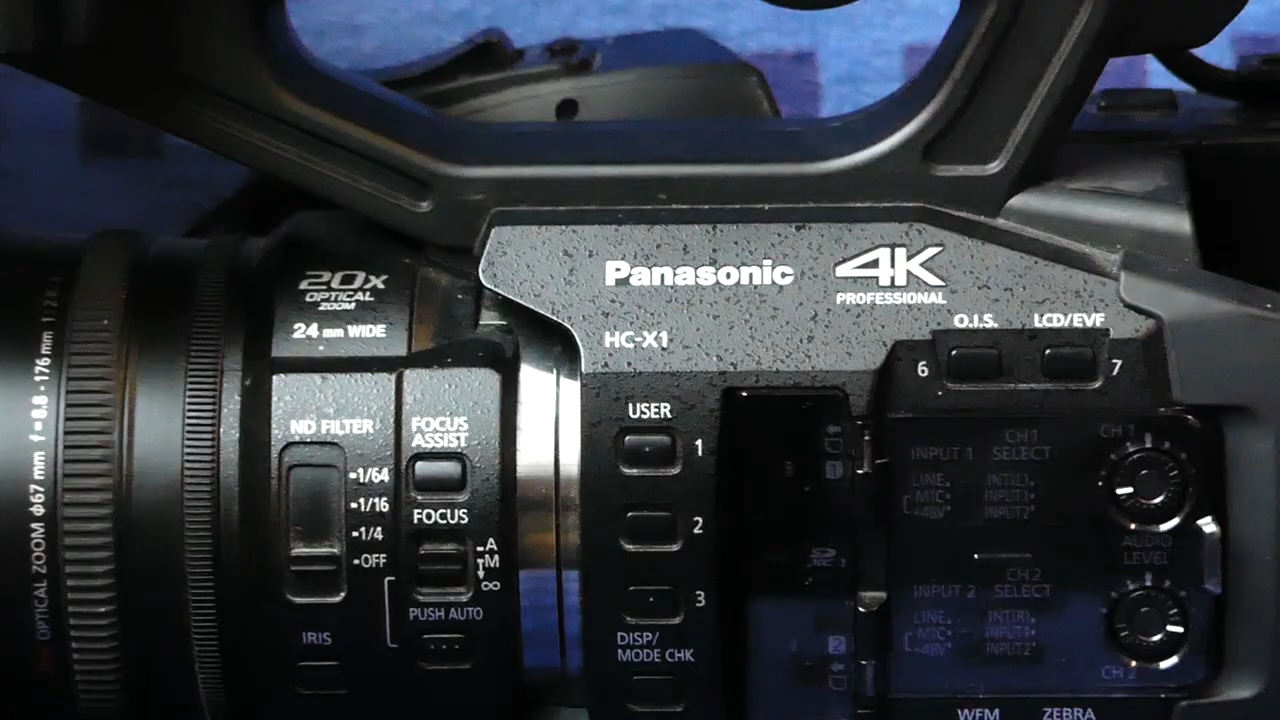 OPTICAL ZOOM ϕ67 mm f=8.8-176 mm
20x
OPTICAL
ZOOM
24 mm WIDE
Panasonic
4K
PROFESSIONAL
HC-X1
O.I.S.
LCD/EVF
6
7
ND FILTER
1/64
1/16
1/4
OFF
FOCUS
ASSIST
FOCUS
A
M
∞
PUSH AUTO
IRIS
USER
1
2
3
DISP/
MODE CHK
1
2
INPUT 1
LINE
MIC
+48V
CH1
SELECT
INT(L)
INPUT1
INPUT2
CH 1
AUDIO
LEVEL
INPUT 2
LINE
MIC
+48V
CH2
SELECT
INT(R)
INPUT1
INPUT2
CH 2
WFM
ZEBRA